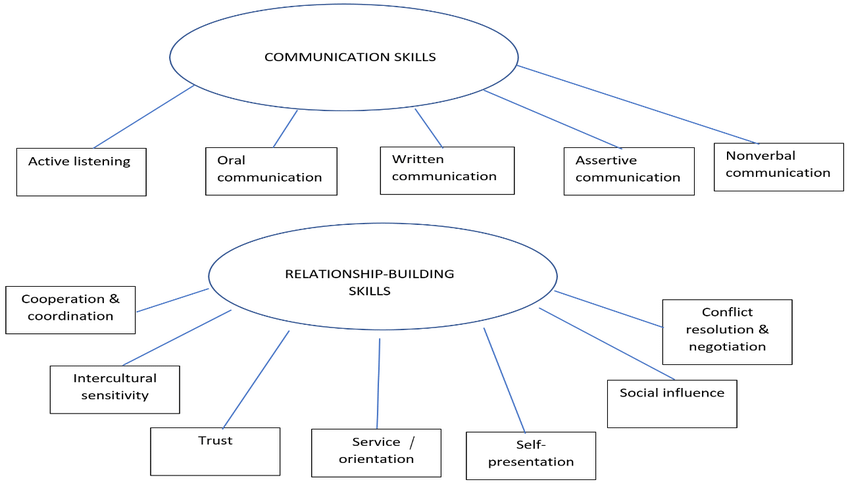 COMMUNICATION SKILLS
Active listening
Oral
communication
Written
communication
Assertive
communication
Nonverbal
communication
RELATIONSHIP-BUILDING
SKILLS
Cooperation &
coordination
Intercultural
sensitivity
Trust
Service /
orientation
Self-
presentation
Social influence
Conflict
resolution &
negotiation